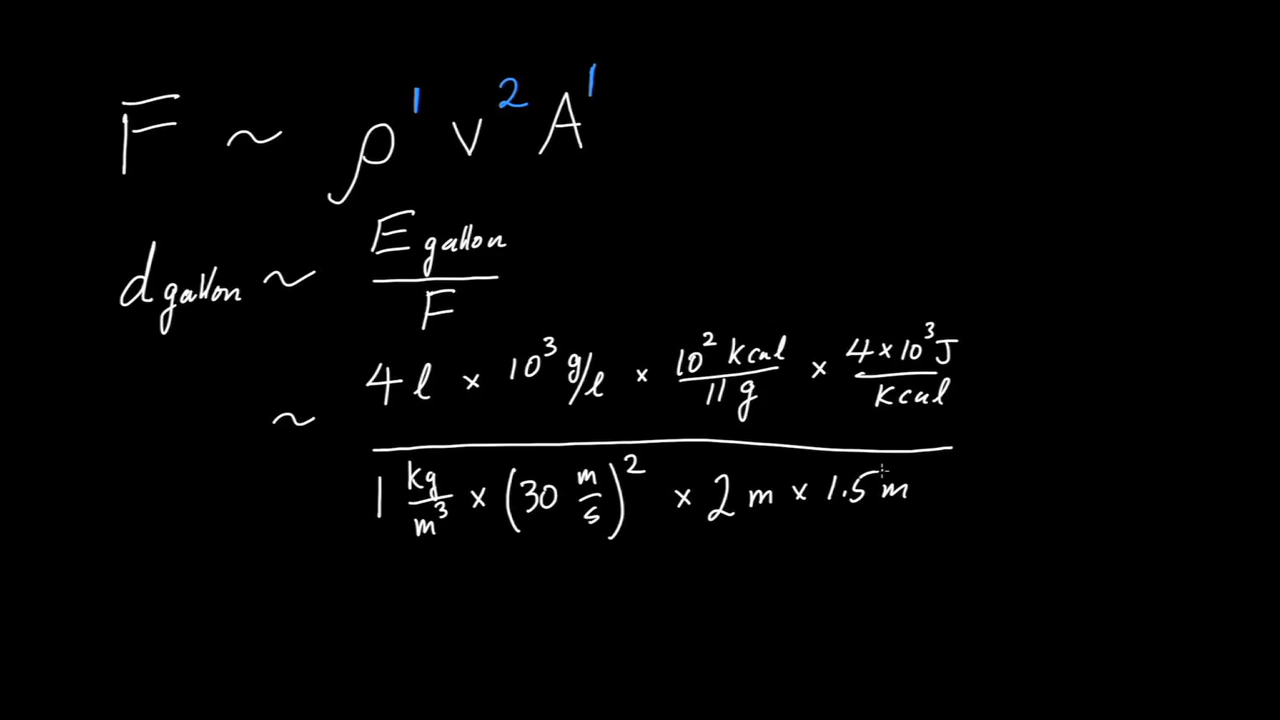 F ~ ρ¹ v² A¹
d gallon ~ E gallon / F
~ 4 l × 10³ g/l × 10² kcal / 11 g × 4 × 10³ J / kcal
1 kg/m³ × (30 m/s)² × 2 m × 1.5 m